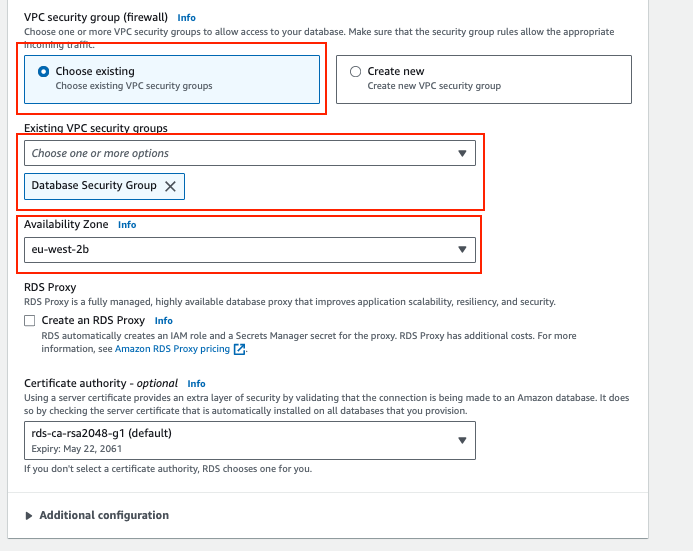 VPC security group (firewall) Info
Choose one or more VPC security groups to allow access to your database. Make sure that the security group rules allow the appropriate
incoming traffic.
Choose existing
Choose existing VPC security groups
Create new
Create new VPC security group
Existing VPC security groups
Choose one or more options
Database Security Group
Availability Zone Info
eu-west-2b
RDS Proxy
RDS Proxy is a fully managed, highly available database proxy that improves application scalability, resiliency, and security.
Create an RDS Proxy Info
RDS automatically creates an IAM role and a Secrets Manager secret for the proxy. RDS Proxy has additional costs. For more
information, see Amazon RDS Proxy pricing.
Certificate authority - optional Info
Using a server certificate provides an extra layer of security by validating that the connection is being made to an Amazon database. It does
so by checking the server certificate that is automatically installed on all databases that you provision.
rds-ca-rsa2048-g1 (default)
Expiry: May 22, 2061
If you don't select a certificate authority, RDS chooses one for you.
Additional configuration